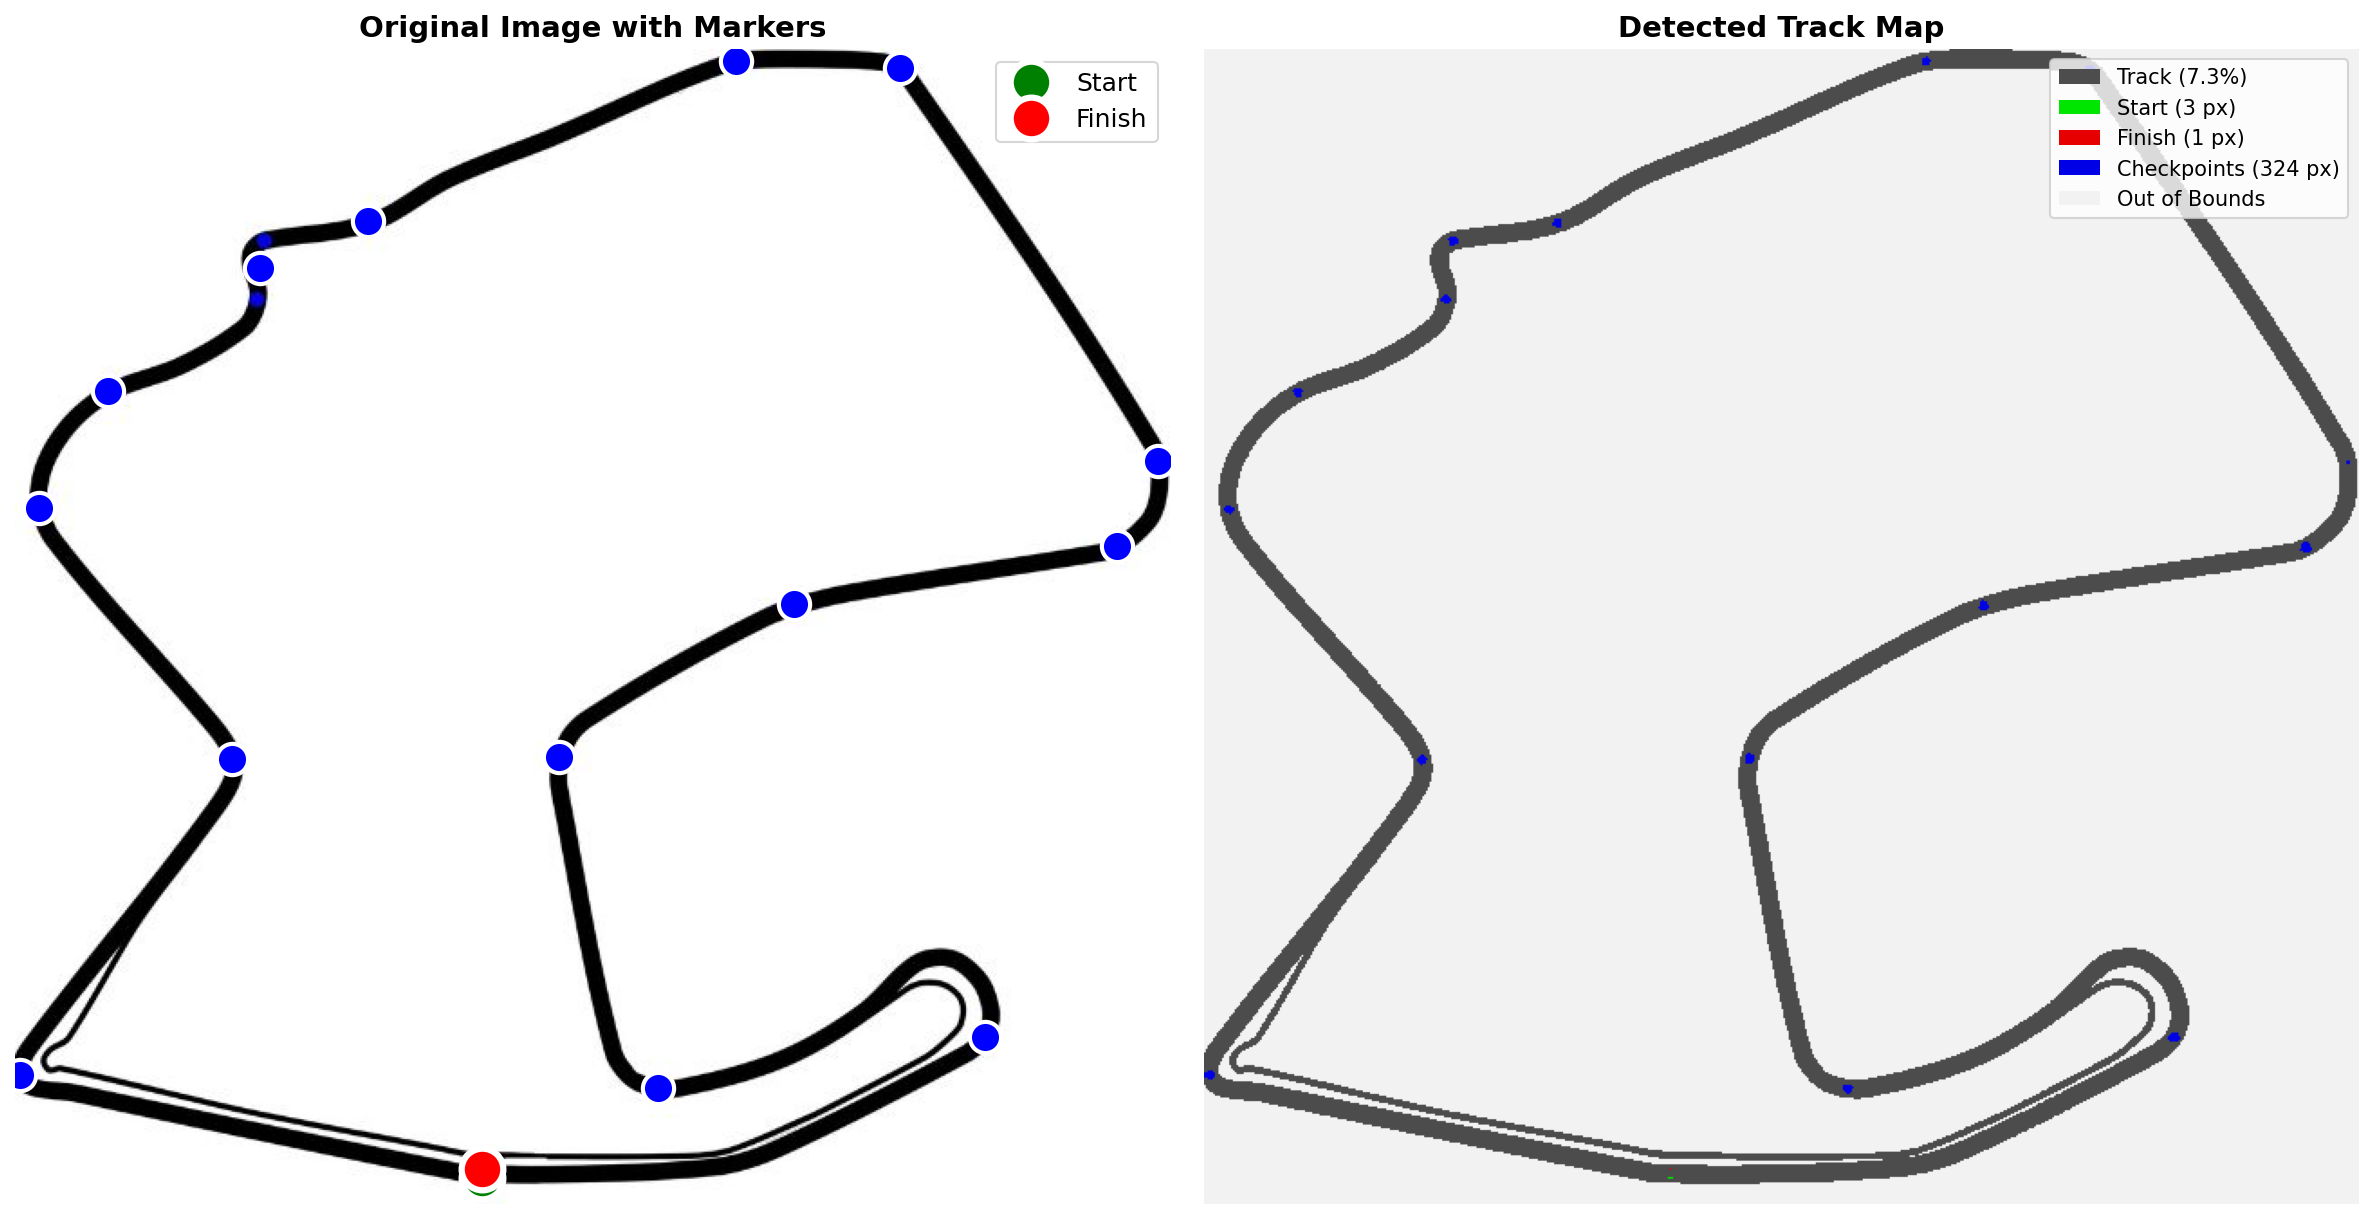 Original Image with Markers
Start
Finish
Detected Track Map
Track (7.3%)
Start (3 px)
Finish (1 px)
Checkpoints (324 px)
Out of Bounds